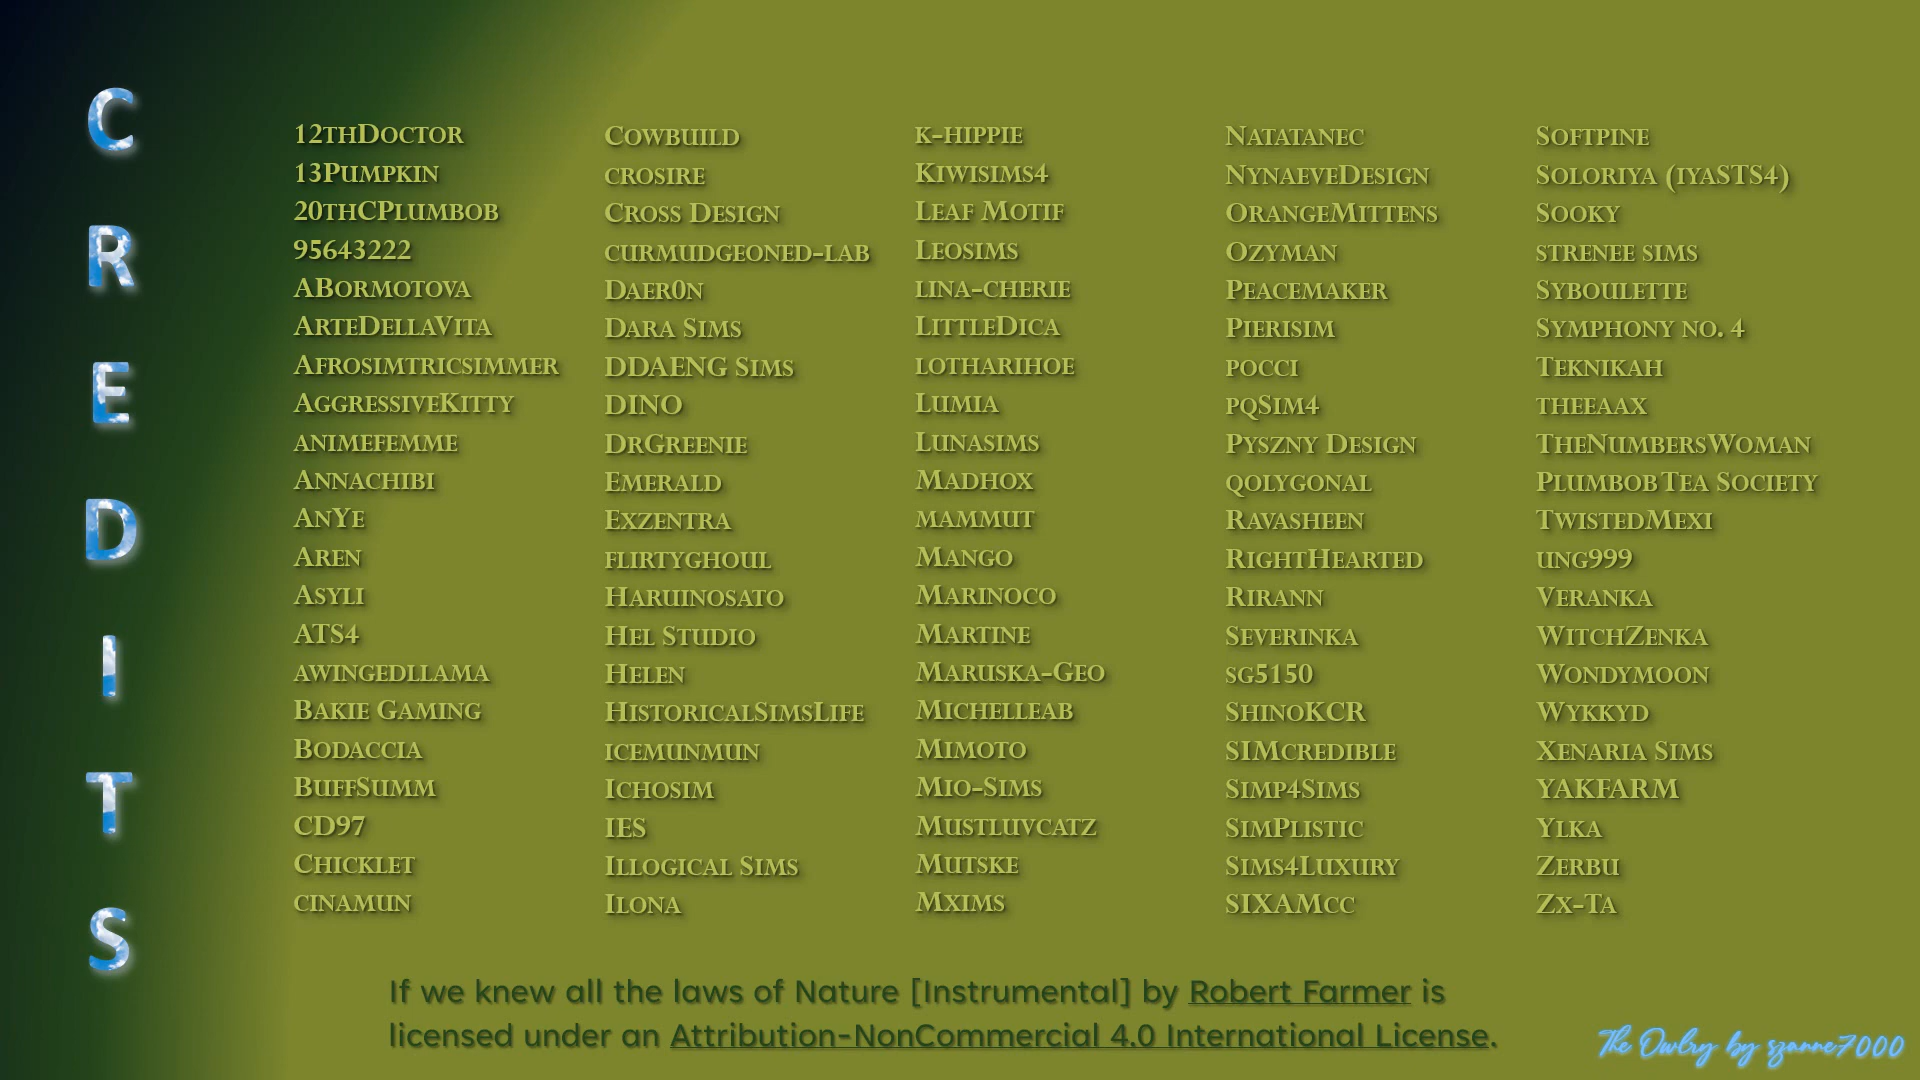 CREDITS
12thDoctor
13Pumpkin
20thCPlumbob
95643222
ABormotova
ArteDellaVita
Afrosimtricsimmer
AggressiveKitty
animefemme
Annachibi
AnYe
Aren
Asyli
ATS4
awingedllama
Bakie Gaming
Bodaccia
BuffSumm
CD97
Chicklet
cinamun
Cowbuild
crosire
Cross Design
curmudgeoned-lab
Daer0n
Dara Sims
DDAENG Sims
DINO
DrGreenie
Emerald
Exzentra
flirtyghoul
Haruinosato
Hel Studio
Helen
HistoricalSimsLife
icemunmun
Ichosim
IES
Illogical Sims
Ilona
k-hippie
Kiwisims4
Leaf Motif
Leosims
lina-cherie
LittleDica
lotharihoe
Lumia
Lunasims
Madhox
mammut
Mango
Marinoco
Martine
Maruska-Geo
Michelleab
Mimoto
Mio-Sims
Mustluvcatz
Mutske
Mxims
Natatanec
NynaeveDesign
OrangeMittens
Ozyman
Peacemaker
Pierisim
pocci
pqSim4
Pyszny Design
qolygonal
Ravasheen
RightHearted
Rirann
Severinka
sg5150
ShinoKCR
SIMcredible
Simp4Sims
SimPlistic
Sims4Luxury
SIXAMcc
Softpine
Soloriya (iyaSTS4)
Sooky
strenee sims
Syboulette
Symphony no. 4
Teknikah
theeaax
TheNumbersWoman
Plumbob Tea Society
TwistedMexi
ung999
Veranka
WitchZenka
Wondymoon
Wykkyd
Xenaria Sims
YAKFARM
Ylka
Zerbu
Zx-Ta
If we knew all the laws of Nature [Instrumental] by Robert Farmer is
licensed under an Attribution-NonCommercial 4.0 International License.
The Owlry by szanne7000